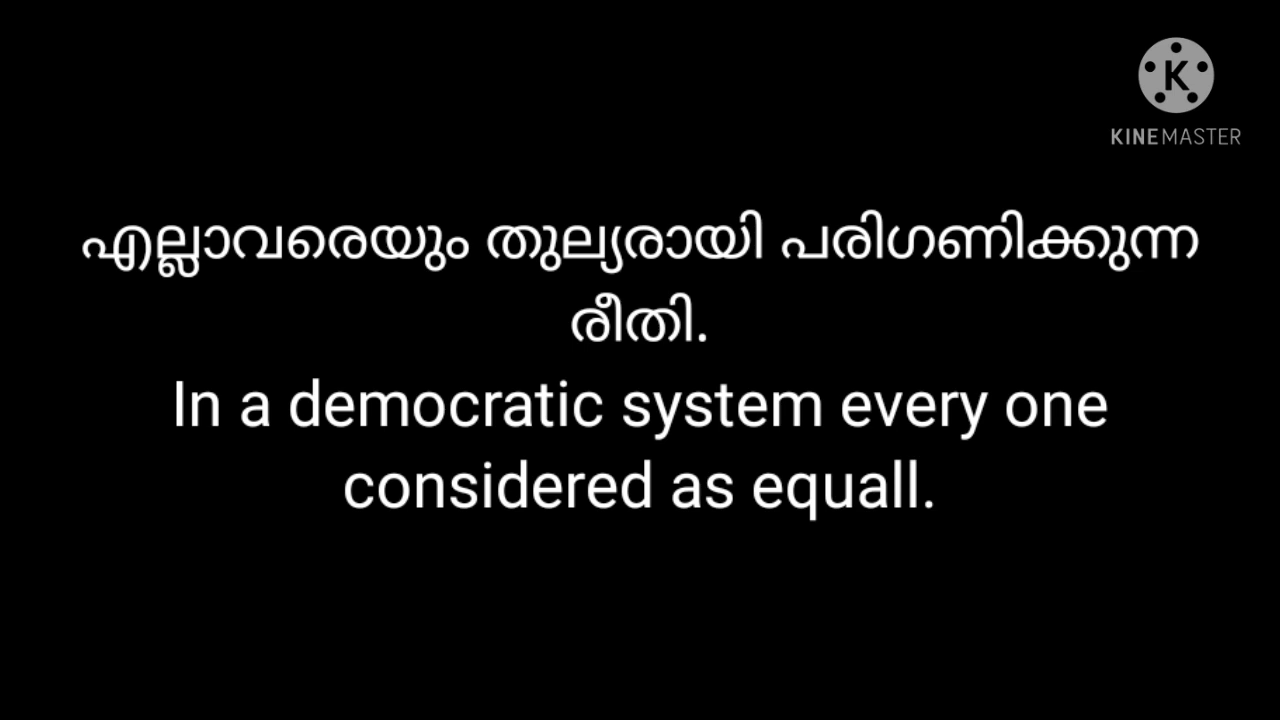 K
KINEMASTER
എല്ലാവരെയും തുല്യരായി പരിഗണിക്കുന്ന
രീതി.
In a democratic system every one
considered as equall.